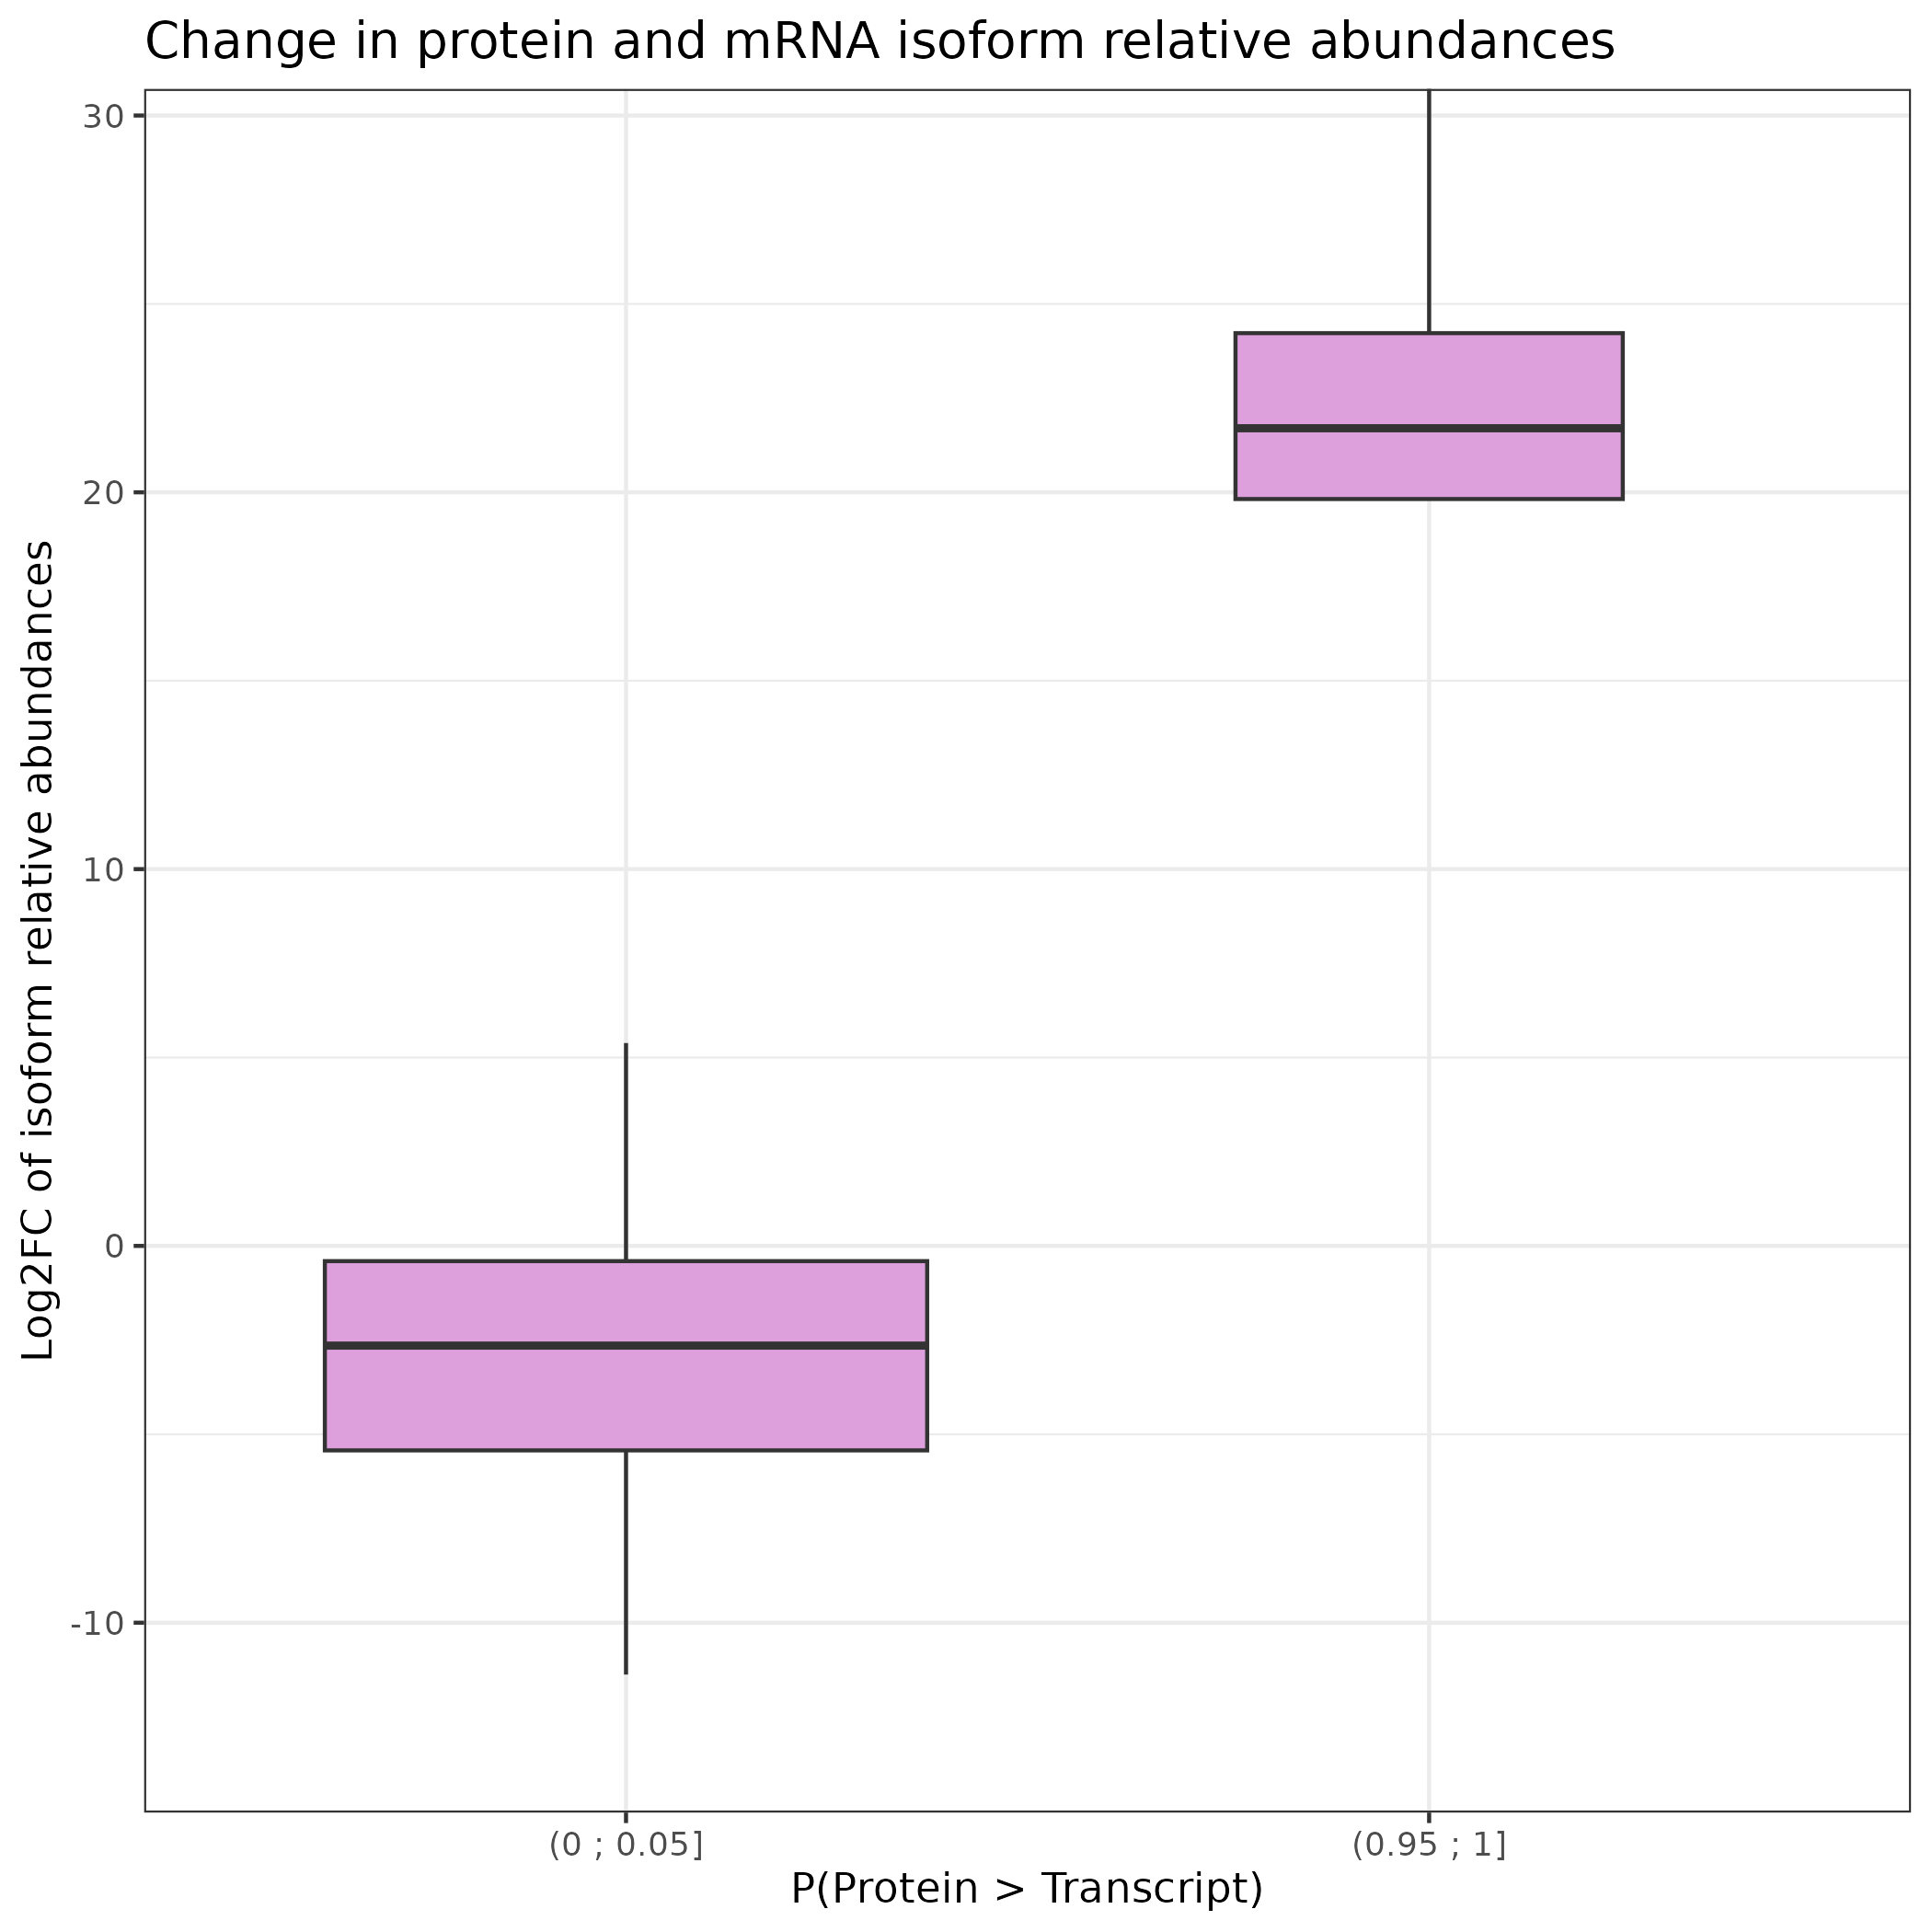 Change in protein and mRNA isoform relative abundances
Log2FC of isoform relative abundances
30
20
10
0
-10
(0 ; 0.05]
(0.95 ; 1]
P(Protein > Transcript)